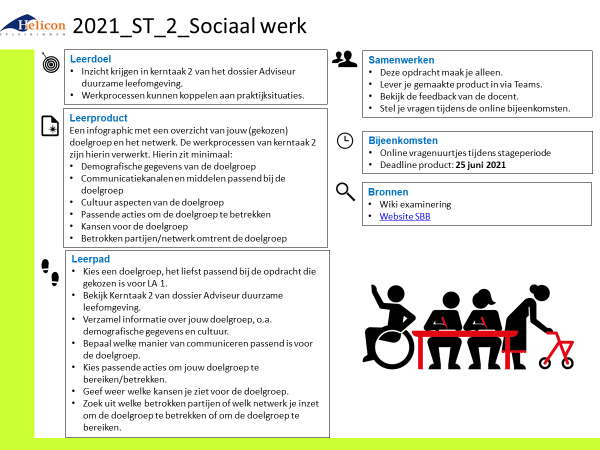 Helicon
OPLEIDINGEN
2021_ST_2_Sociaal werk
Leerdoel
• Inzicht krijgen in kerntaak 2 van het dossier Adviseur
duurzame leefomgeving.
• Werkprocessen kunnen koppelen aan praktijksituaties.
Leerproduct
Een infographic met een overzicht van jouw (gekozen)
doelgroep en het netwerk. De werkprocessen van kerntaak 2
zijn hierin verwerkt. Hierin zit minimaal:
• Demografische gegevens van de doelgroep
• Communicatiekanalen en middelen passend bij de
doelgroep
• Cultuur aspecten van de doelgroep
• Passende acties om de doelgroep te betrekken
• Kansen voor de doelgroep
• Betrokken partijen/netwerk omtrent de doelgroep
Leerpad
• Kies een doelgroep, het liefst passend bij de opdracht die
gekozen is voor LA 1.
• Bekijk Kerntaak 2 van dossier Adviseur duurzame
leefomgeving.
• Verzamel informatie over jouw doelgroep, o.a.
demografische gegevens en cultuur.
• Bepaal welke manier van communiceren passend is voor
de doelgroep.
• Kies passende acties om jouw doelgroep te
bereiken/betrekken.
• Geef weer welke kansen je ziet voor de doelgroep.
• Zoek uit welke betrokken partijen of welk netwerk je inzet
om de doelgroep te betrekken of om de doelgroep te
bereiken.
Samenwerken
• Deze opdracht maak je alleen.
• Lever je gemaakte product in via Teams.
• Bekijk de feedback van de docent.
• Stel je vragen tijdens de online bijeenkomsten.
Bijeenkomsten
• Online vragenuurtjes tijdens stageperiode
• Deadline product: 25 juni 2021
Bronnen
• Wiki examinering
• Website SBB